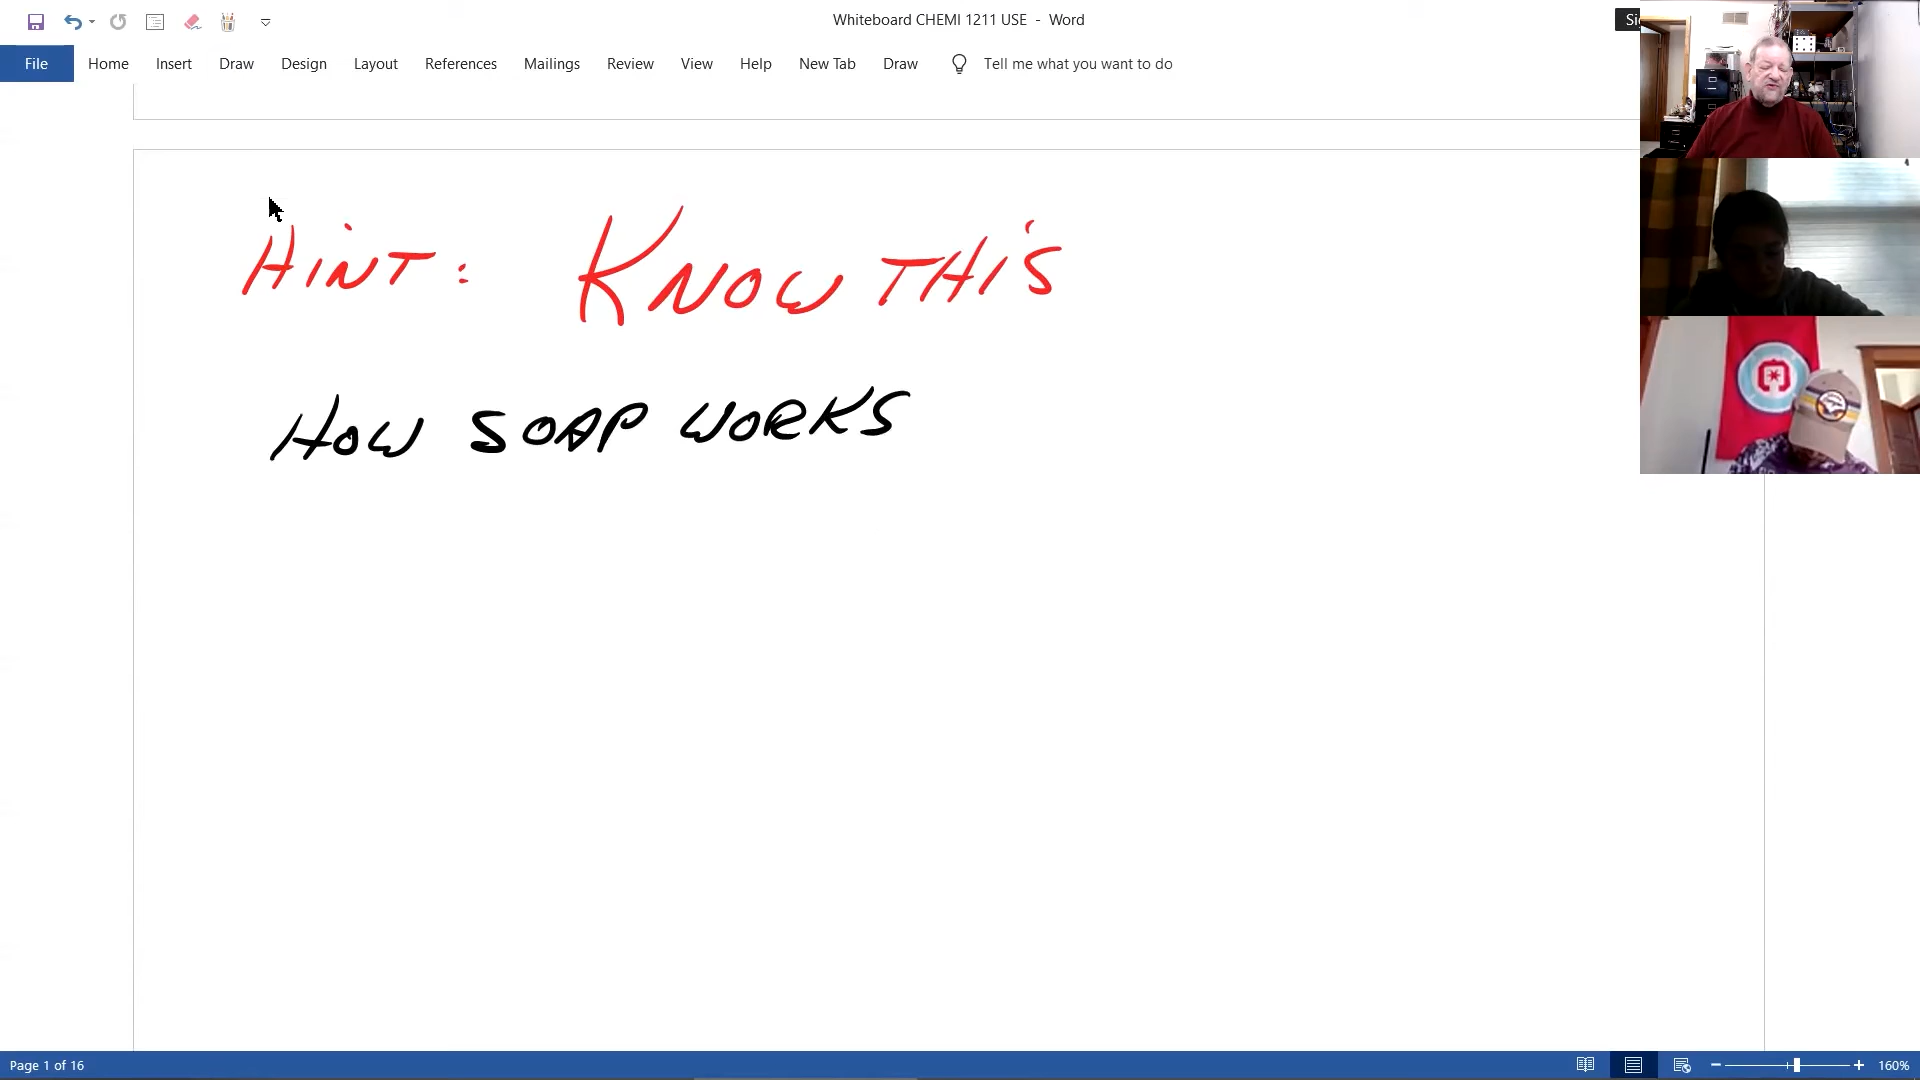 Whiteboard CHEMI 1211 USE - Word
Si
File Home Insert Draw Design Layout References Mailings Review View Help New Tab Draw Tell me what you want to do
HINT: KNOW THIS
HOW SOAP WORKS
Page 1 of 16
160%